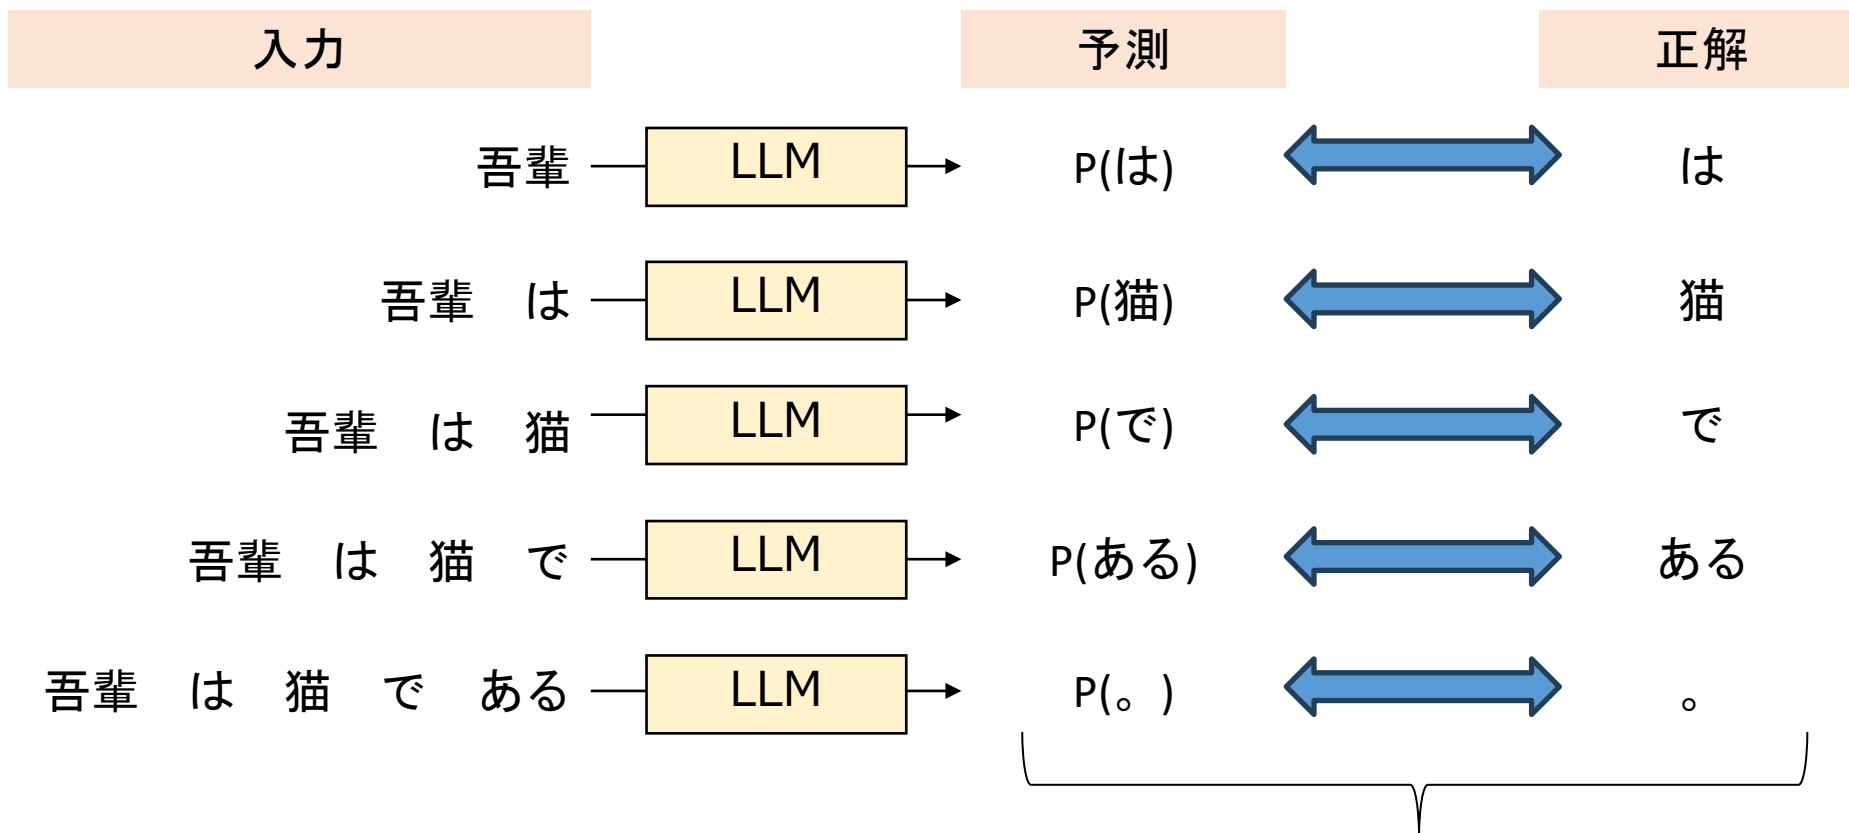 入力 予測 正解
吾輩 LLM P(は) は
吾輩 は LLM P(猫) 猫
吾輩 は 猫 LLM P(で) で
吾輩 は 猫 で LLM P(ある) ある
吾輩 は 猫 で ある LLM P(。) 。